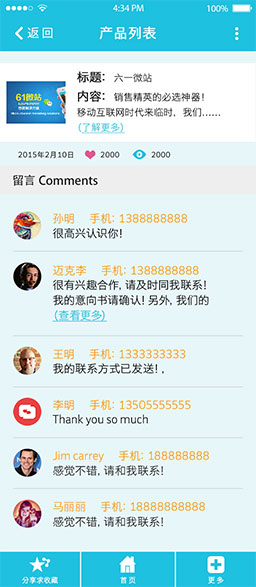 4:34 PM 100%
返回 产品列表
61微站
标题：六一微站
内容：销售精英的必选神器！
移动互联网时代来临时，我们……
(了解更多)
2015年2月10日 2000 2000
留言 Comments
孙明 手机: 1388888888
很高兴认识你！
迈克李 手机: 1388888888
很有兴趣合作, 请及时同我联系!
我的意向书请确认! 另外, 我们的
(查看更多)
王明 手机: 1333333333
我的联系方式已发送! ,
李明 手机: 13505555555
Thank you so much
Jim carrey 手机: 188888888
感觉不错, 请和我联系!
马丽丽 手机: 18888888888
感觉不错, 请和我联系!
分享求收藏 首页 更多